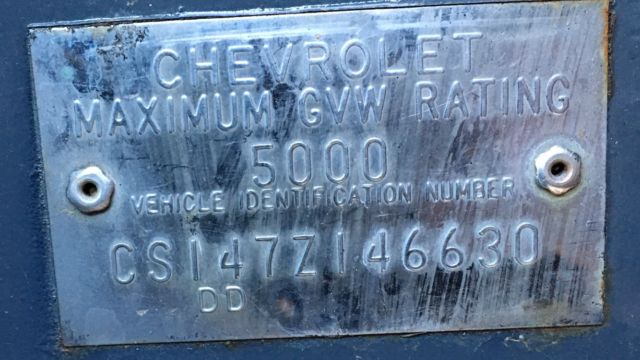 CHEVROLET
MAXIMUM GVW RATING
5000
VEHICLE IDENTIFICATION NUMBER
CS147Z146630
DD